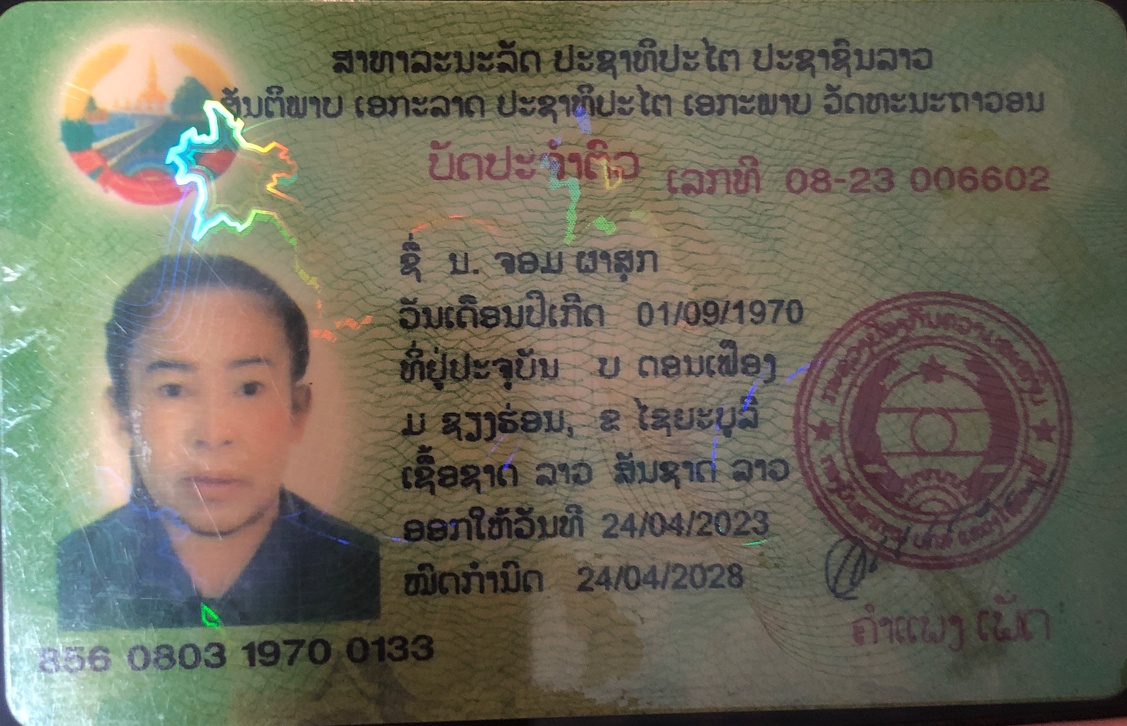 ສາທາລະນະລັດ ປະຊາທິປະໄຕ ປະຊາຊົນລາວ
ສັນຕິພາບ ເອກະລາດ ປະຊາທິປະໄຕ ເອກະພາບ ວັດທະນະຖາວອນ
ບັດປະຈຳຕົວ ເລກທີ 08-23 006602
ຊື່ ນ. ຈອມ ຜາສຸກ
ວັນເດືອນປີເກີດ 01/09/1970
ທີ່ຢູ່ປະຈຸບັນ ບ ດອນເຟືອງ
ມ ຊຽງຮ່ອນ, ຂ ໄຊຍະບູລີ
ເຊື້ອຊາດ ລາວ ສັນຊາດ ລາວ
ອອກໃຫ້ວັນທີ 24/04/2023
ໝົດກຳນົດ 24/04/2028
856 0803 1970 0133
ຄຳແພງ